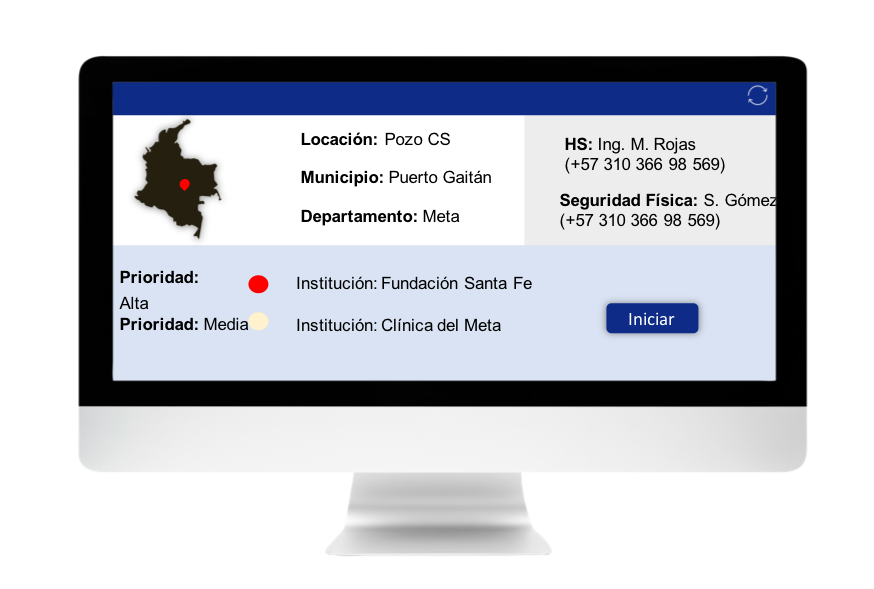 Locación: Pozo CS
Municipio: Puerto Gaitán
Departamento: Meta
HS: Ing. M. Rojas
(+57 310 366 98 569)
Seguridad Física: S. Gómez
(+57 310 366 98 569)
Prioridad:
Alta
Institución: Fundación Santa Fe
Prioridad: Media
Institución: Clínica del Meta
Iniciar